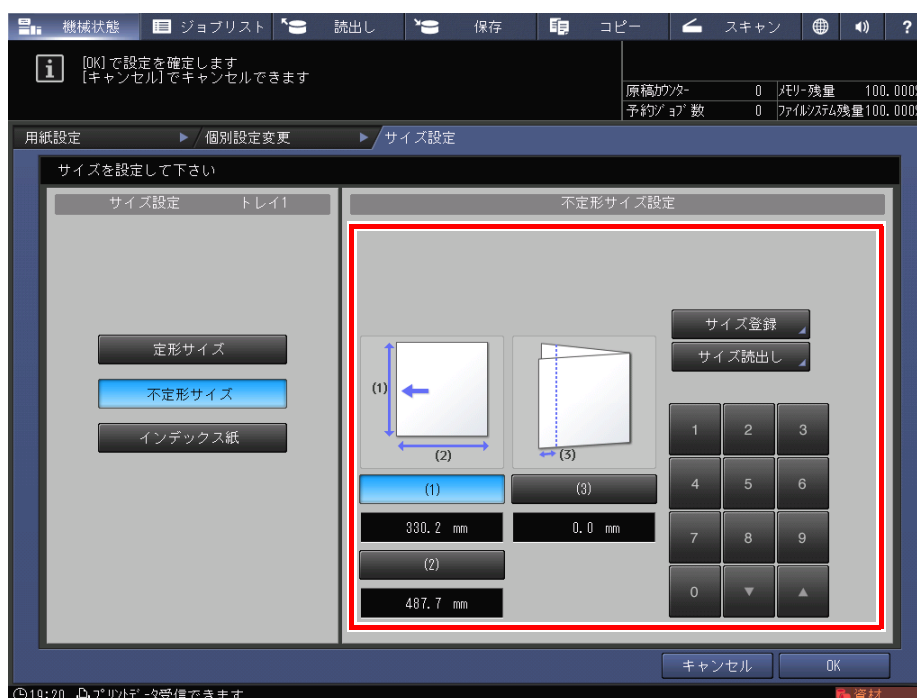 機械状態 ジョブリスト 読出し 保存 コピー スキャン ?
[OK]で設定を確定します
[キャンセル]でキャンセルできます
原稿カウンター 0 メモリー残量 100.000%
予約ジョブ数 0 ファイルシステム残量100.000%
用紙設定 個別設定変更 サイズ設定
サイズを設定して下さい
サイズ設定 トレイ1
不定形サイズ設定
定形サイズ
不定形サイズ
インデックス紙
サイズ登録
サイズ読出し
(1)
(2)
(3)
(1) (3)
330.2 mm 0.0 mm
(2)
487.7 mm
1 2 3
4 5 6
7 8 9
0 ▼ ▲
キャンセル OK
19:20 プリントデータ受信できます 資材